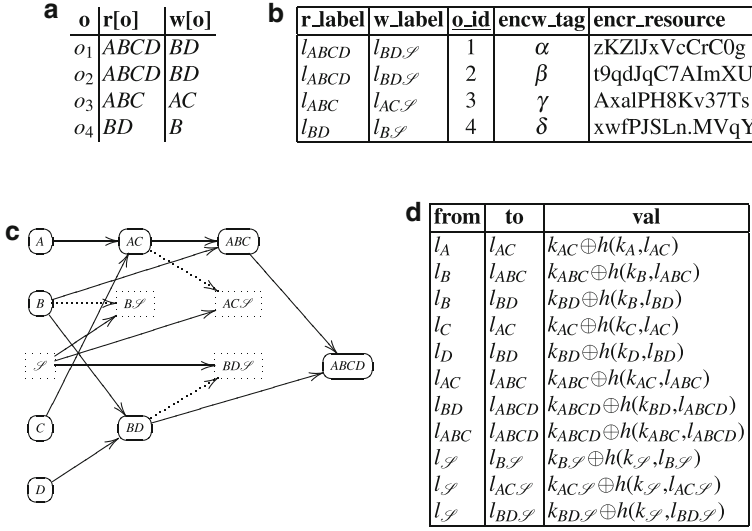 a
o r[o] w[o]
o1 ABCD BD
o2 ABCD BD
o3 ABC AC
o4 BD B
b
r_label w_label o_id encw_tag encr_resource
lABCD lBD𝒮 1 α zKZlJxVcCrC0g
lABCD lBD𝒮 2 β t9qdJqC7AImXU
lABC lAC𝒮 3 γ AxalPH8Kv37Ts
lBD lB𝒮 4 δ xwfPJSLn.MVqY
c
A AC ABC
B B𝒮 AC𝒮
𝒮 BD𝒮 ABCD
C BD
D
d
from to val
lA lAC kAC⊕h(kA,lAC)
lB lABC kABC⊕h(kB,lABC)
lB lBD kBD⊕h(kB,lBD)
lC lAC kAC⊕h(kC,lAC)
lD lBD kBD⊕h(kD,lBD)
lAC lABC kABC⊕h(kAC,lABC)
lBD lABCD kABCD⊕h(kBD,lABCD)
lABC lABCD kABCD⊕h(kABC,lABCD)
l𝒮 lB𝒮 kB𝒮⊕h(k𝒮,lB𝒮)
l𝒮 lAC𝒮 kAC𝒮⊕h(k𝒮,lAC𝒮)
l𝒮 lBD𝒮 kBD𝒮⊕h(k𝒮,lBD𝒮)